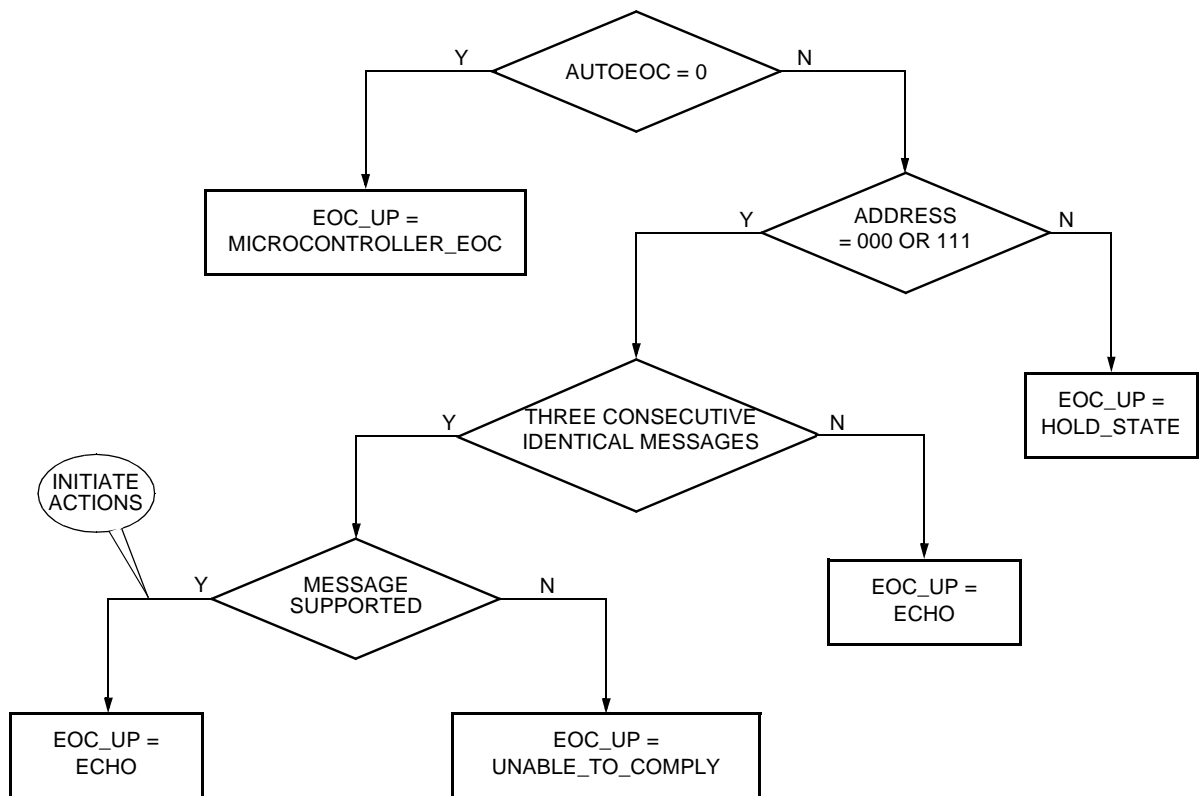 Y
AUTOEOC = 0
N
EOC_UP =
MICROCONTROLLER_EOC
Y
ADDRESS
= 000 OR 111
N
EOC_UP =
HOLD_STATE
Y
THREE CONSECUTIVE
IDENTICAL MESSAGES
N
INITIATE
ACTIONS
Y
MESSAGE
SUPPORTED
N
EOC_UP =
ECHO
EOC_UP =
ECHO
EOC_UP =
UNABLE_TO_COMPLY